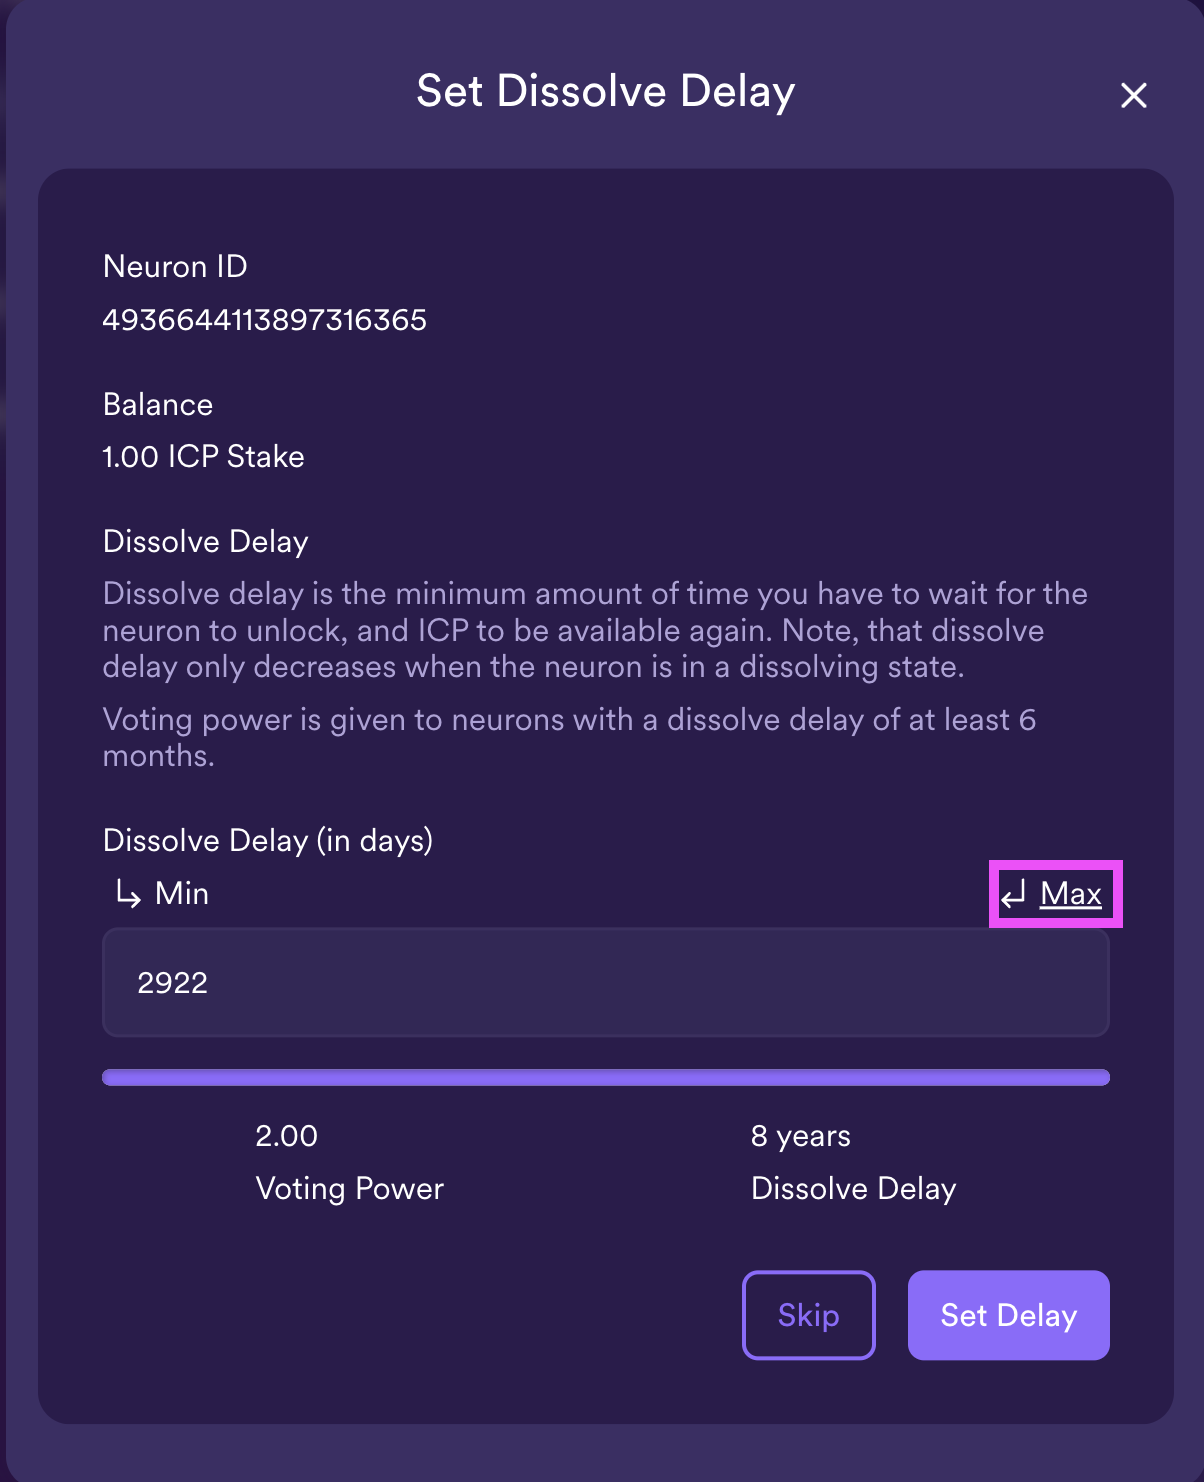 Set Dissolve Delay
Neuron ID
4936644113897316365
Balance
1.00 ICP Stake
Dissolve Delay
Dissolve delay is the minimum amount of time you have to wait for the
neuron to unlock, and ICP to be available again. Note, that dissolve
delay only decreases when the neuron is in a dissolving state.
Voting power is given to neurons with a dissolve delay of at least 6
months.
Dissolve Delay (in days)
Min Max
2922
2.00 8 years
Voting Power Dissolve Delay
Skip Set Delay